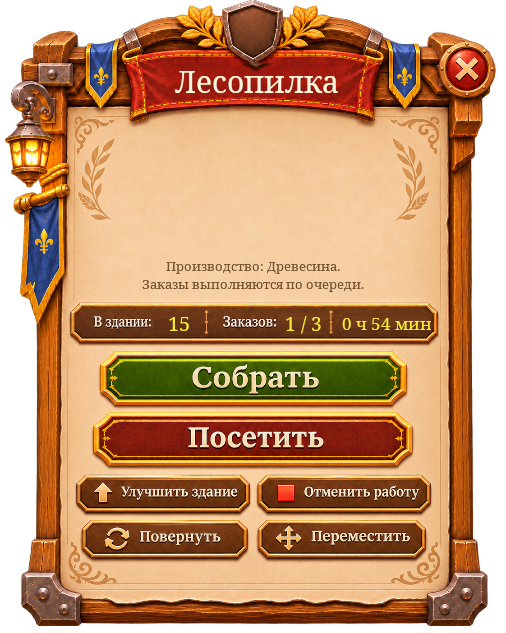 Лесопилка
Производство: Древесина.
Заказы выполняются по очереди.
В здании: 15 Заказов: 1 / 3 0 ч 54 мин
Собрать
Посетить
Улучшить здание Отменить работу
Повернуть Переместить